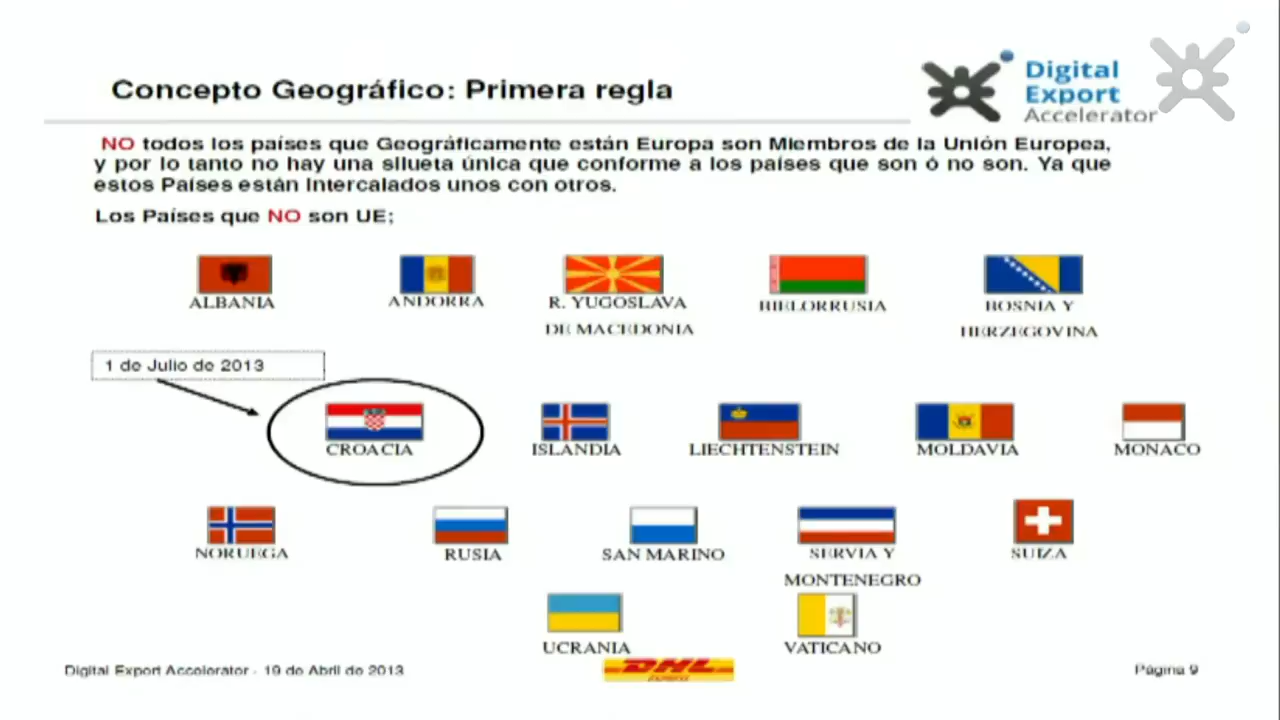 Concepto Geográfico: Primera regla
Digital
Export
Accelerator
NO todos los países que Geográficamente están Europa son Miembros de la Unión Europea,
y por lo tanto no hay una silueta única que conforme a los países que son ó no son. Ya que
estos Países están Intercalados unos con otros.
Los Países que NO son UE;
ALBANIA
ANDORRA
R. YUGOSLAVA
DE MACEDONIA
BIELORRUSIA
BOSNIA Y
HERZEGOVINA
1 de Julio de 2013
CROACIA
ISLANDIA
LIECHTENSTEIN
MOLDAVIA
MONACO
NORUEGA
RUSIA
SAN MARINO
SERVIA Y
MONTENEGRO
SUIZA
UCRANIA
VATICANO
Digital Export Accelerator - 19 de Abril de 2013
DHL
EXPRESS
Página 9